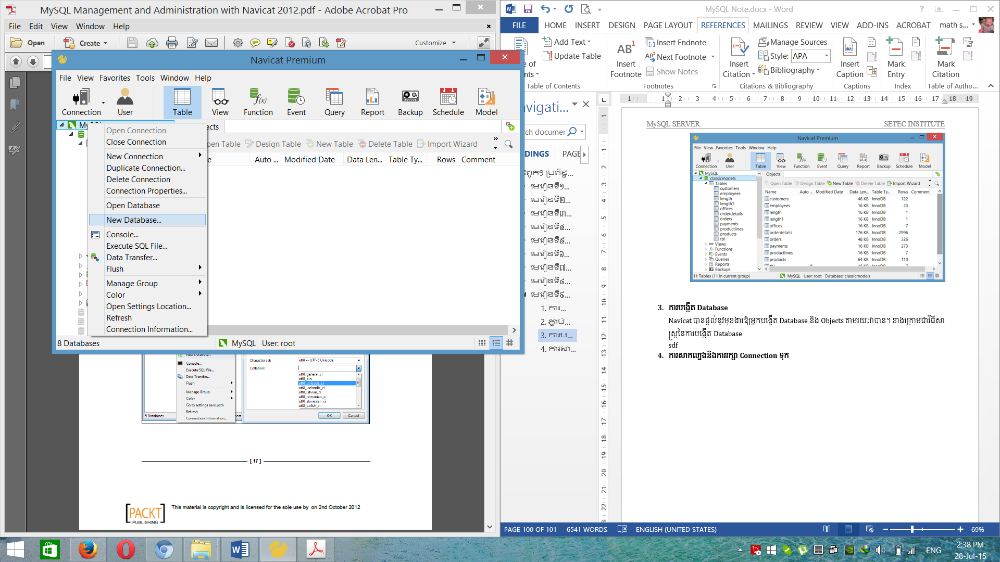 MySQL Management and Administration with Navicat 2012.pdf - Adobe Acrobat Pro
File Edit View Window Help
Open Create Customize
Navicat Premium
File View Favorites Tools Window Help
Connection User Table View Function Event Query Report Backup Schedule Model
Open Connection
Close Connection
New Connection
Duplicate Connection...
Delete Connection
Connection Properties...
Open Database
New Database...
Console...
Execute SQL File...
Data Transfer...
Flush
Manage Group
Color
Open Settings Location...
Refresh
Connection Information...
Design Table New Table Delete Table Import Wizard
Auto ... Modified Date Data Len... Table Ty... Rows Comment
8 Databases MySQL User: root
Console...
Execute SQL File...
Data Transfer...
Flush
Manage Group
Color
Go to settings save path
Refresh
Connection Information...
5 Databases
Character set: utf8 -- UTF-8 Unicode
Collation:
utf8_general_ci
utf8_bin
utf8_unicode_ci
utf8_icelandic_ci
utf8_latvian_ci
utf8_romanian_ci
utf8_slovenian_ci
utf8_polish_ci
OK Cancel
[ 17 ]
[PACKT]
PUBLISHING
This material is copyright and is licensed for the sole use by on 2nd October 2012
MySQL Note.docx - Word
FILE HOME INSERT DESIGN PAGE LAYOUT REFERENCES MAILINGS REVIEW VIEW ADD-INS ACROBAT math s...
Add Text
Update Table
Table of Contents
AB1 Insert Footnote
Insert Endnote
Next Footnote
Show Notes
Footnotes
Insert Citation
Manage Sources
Style: APA
Bibliography
Citations & Bibliography
Insert Caption
Captions
Mark Entry
Index
Mark Citation
Table of Autho...
PAGE
មេរៀនទី១...
មេរៀនទី២...
មេរៀនទី៣...
មេរៀនទី៤...
មេរៀនទី៥...
មេរៀនទី៦...
មេរៀនទី៧...
មេរៀនទី៨...
មេរៀនទី៩...
1. ការ...
2. ភ្ជាប់...
3. ការប...
4. ការសា...
MySQL SERVER SETEC INSTITUTE
Navicat Premium
File View Favorites Tools Window Help
Connection User Table View Function Event Query Report Backup Schedule Model
MySQL
classicmodels
Tables
customers
employees
length
length1
offices
orderdetails
orders
payments
productlines
products
tbl
Views
Functions
Events
Queries
Reports
Backups
Objects
Open Table Design Table New Table Delete Table Import Wizard
Name Auto ... Modified Date Data Len... Table Ty... Rows Comment
customers 48 KB InnoDB 122
employees 16 KB InnoDB 23
length 16 KB InnoDB 1
length1 16 KB InnoDB 1
offices 16 KB InnoDB 7
orderdetails 176 KB InnoDB 2996
orders 48 KB InnoDB 326
payments 16 KB InnoDB 273
productlines 16 KB InnoDB 7
products 64 KB InnoDB 110
11 Tables (11 in current group) MySQL User: root Database: classicmodels
3. ការបង្កើត Database
Navicat បានផ្តល់នូវមុខងារឱ្យអ្នកបង្កើត Database និង Objects តាមរយៈវាបាន។ ខាងក្រោមជាវិធីសា
ស្ត្រនៃការបង្កើត Database
sdf
4. ការសាកល្បងនិងការរក្សា Connection ទុក
PAGE 100 OF 101 6541 WORDS ENGLISH (UNITED STATES) 69%
ENG
2:38 PM
28-Jul-15